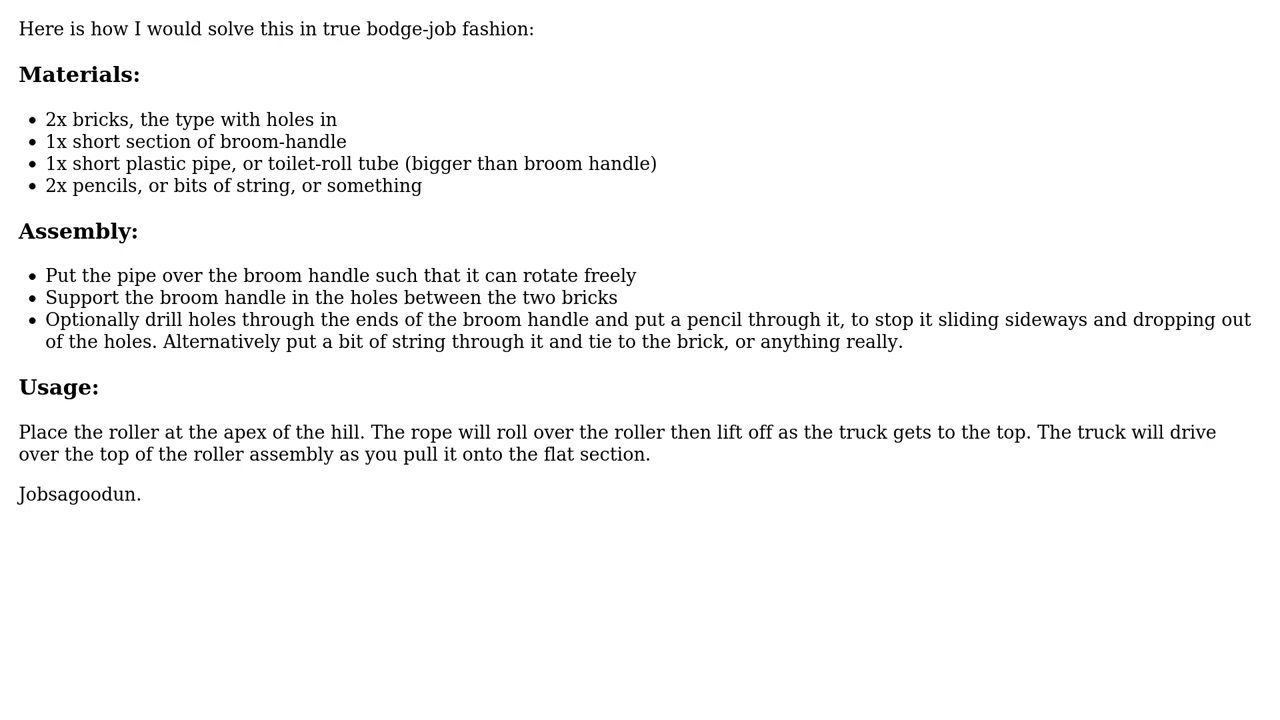 Here is how I would solve this in true bodge-job fashion:
Materials:
2x bricks, the type with holes in
1x short section of broom-handle
1x short plastic pipe, or toilet-roll tube (bigger than broom handle)
2x pencils, or bits of string, or something
Assembly:
Put the pipe over the broom handle such that it can rotate freely
Support the broom handle in the holes between the two bricks
Optionally drill holes through the ends of the broom handle and put a pencil through it, to stop it sliding sideways and dropping out
of the holes. Alternatively put a bit of string through it and tie to the brick, or anything really.
Usage:
Place the roller at the apex of the hill. The rope will roll over the roller then lift off as the truck gets to the top. The truck will drive
over the top of the roller assembly as you pull it onto the flat section.
Jobsagoodun.